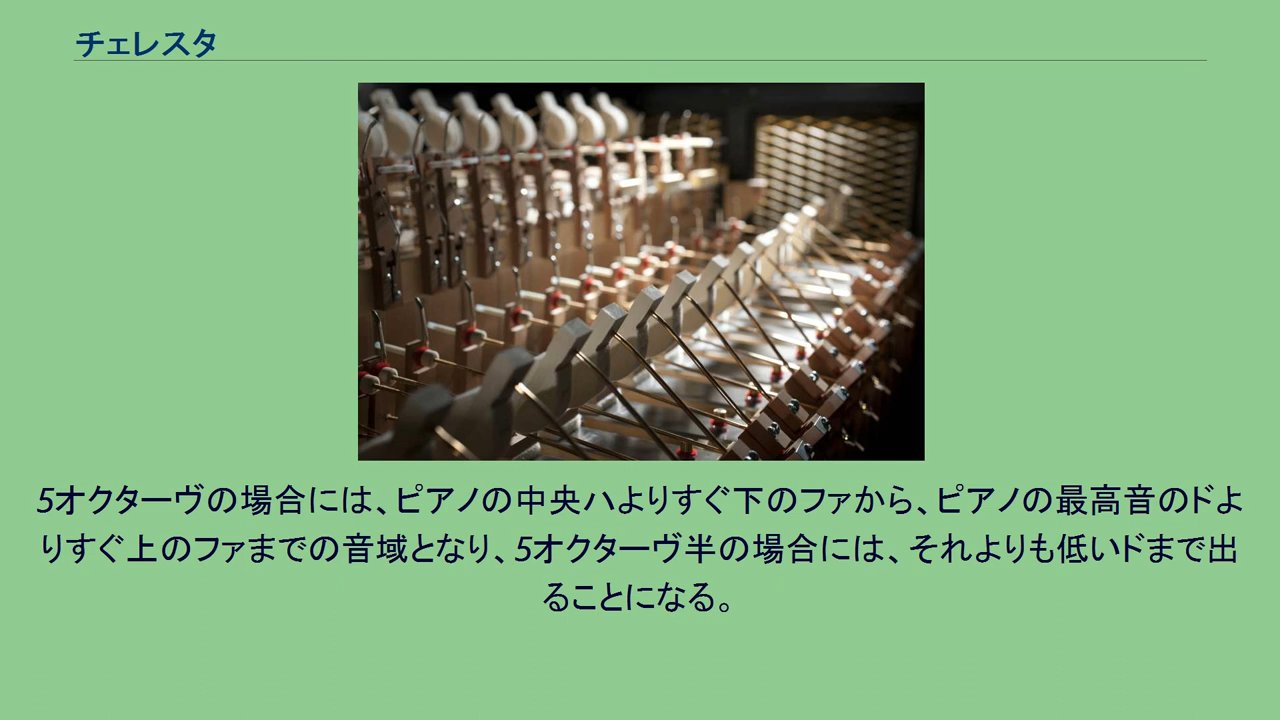 チェレスタ
5オクターヴの場合には、ピアノの中央ハよりすぐ下のファから、ピアノの最高音のドよ
りすぐ上のファまでの音域となり、5オクターヴ半の場合には、それよりも低いドまで出
ることになる。